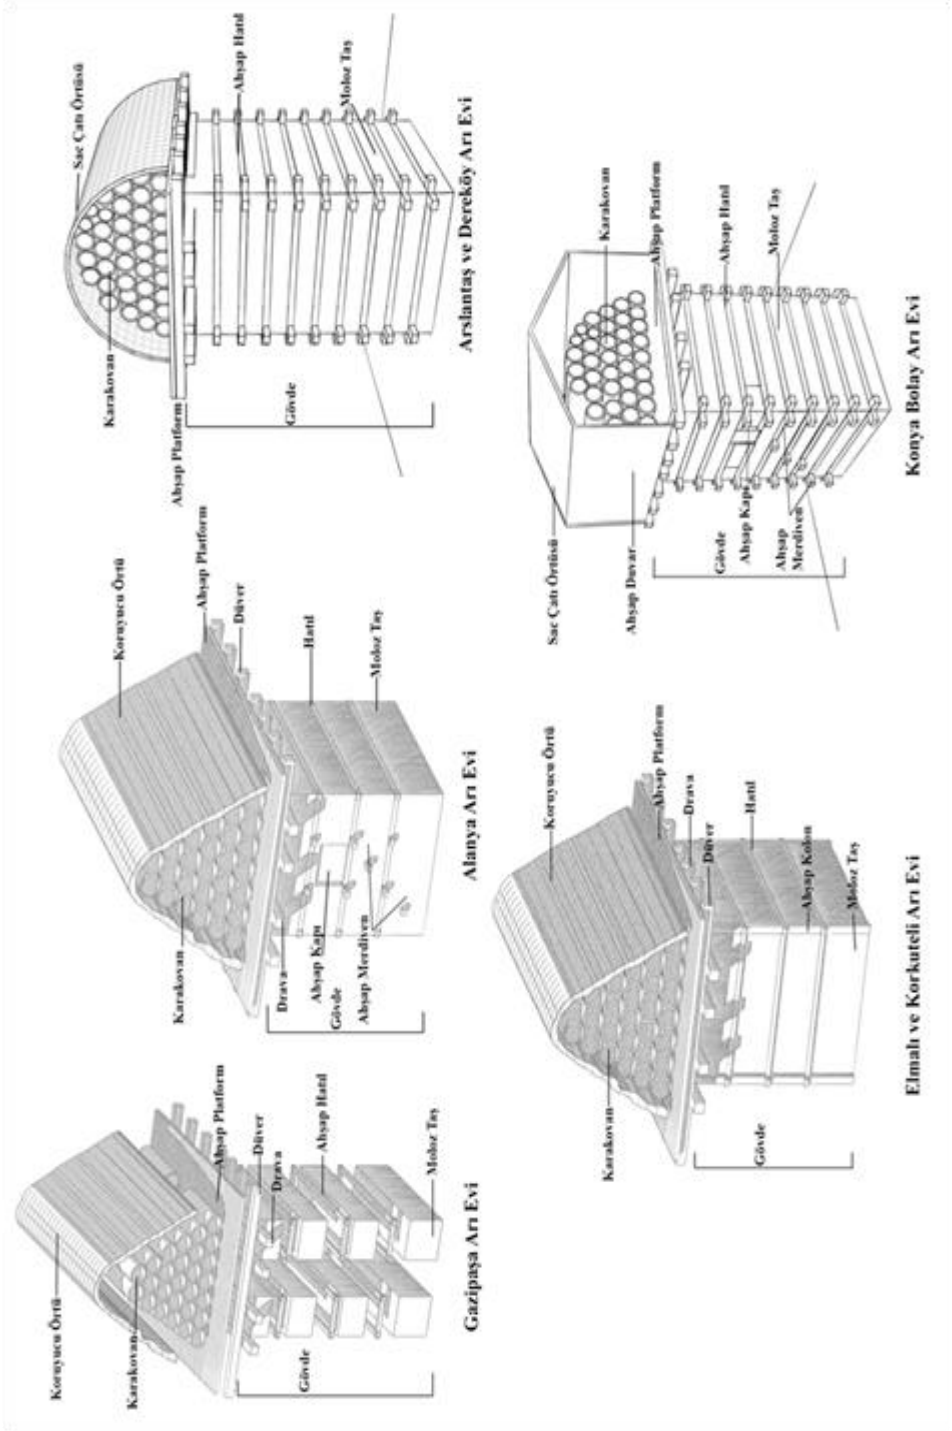 Koruyucu Örtü
Karakovan
Ahşap Platform
Düver
Drava
Ahşap Hatıl
Moloz Taş
Gövde
Gazipaşa Arı Evi
Koruyucu Örtü
Ahşap Platform
Düver
Karakovan
Hatıl
Moloz Taş
Drava
Ahşap Kapı
Gövde
Ahşap Merdiven
Alanya Arı Evi
Sac Çatı Örtüsü
Karakovan
Ahşap Hatıl
Ahşap Platform
Moloz Taş
Gövde
Arslantaş ve Dereköy Arı Evi
Koruyucu Örtü
Karakovan
Ahşap Platform
Drava
Düver
Hatıl
Ahşap Kolon
Moloz Taş
Gövde
Elmalı ve Korkuteli Arı Evi
Sac Çatı Örtüsü
Karakovan
Ahşap Duvar
Ahşap Platform
Gövde
Ahşap Hatıl
Ahşap Kapı
Moloz Taş
Ahşap
Merdiven
Konya Bolay Arı Evi